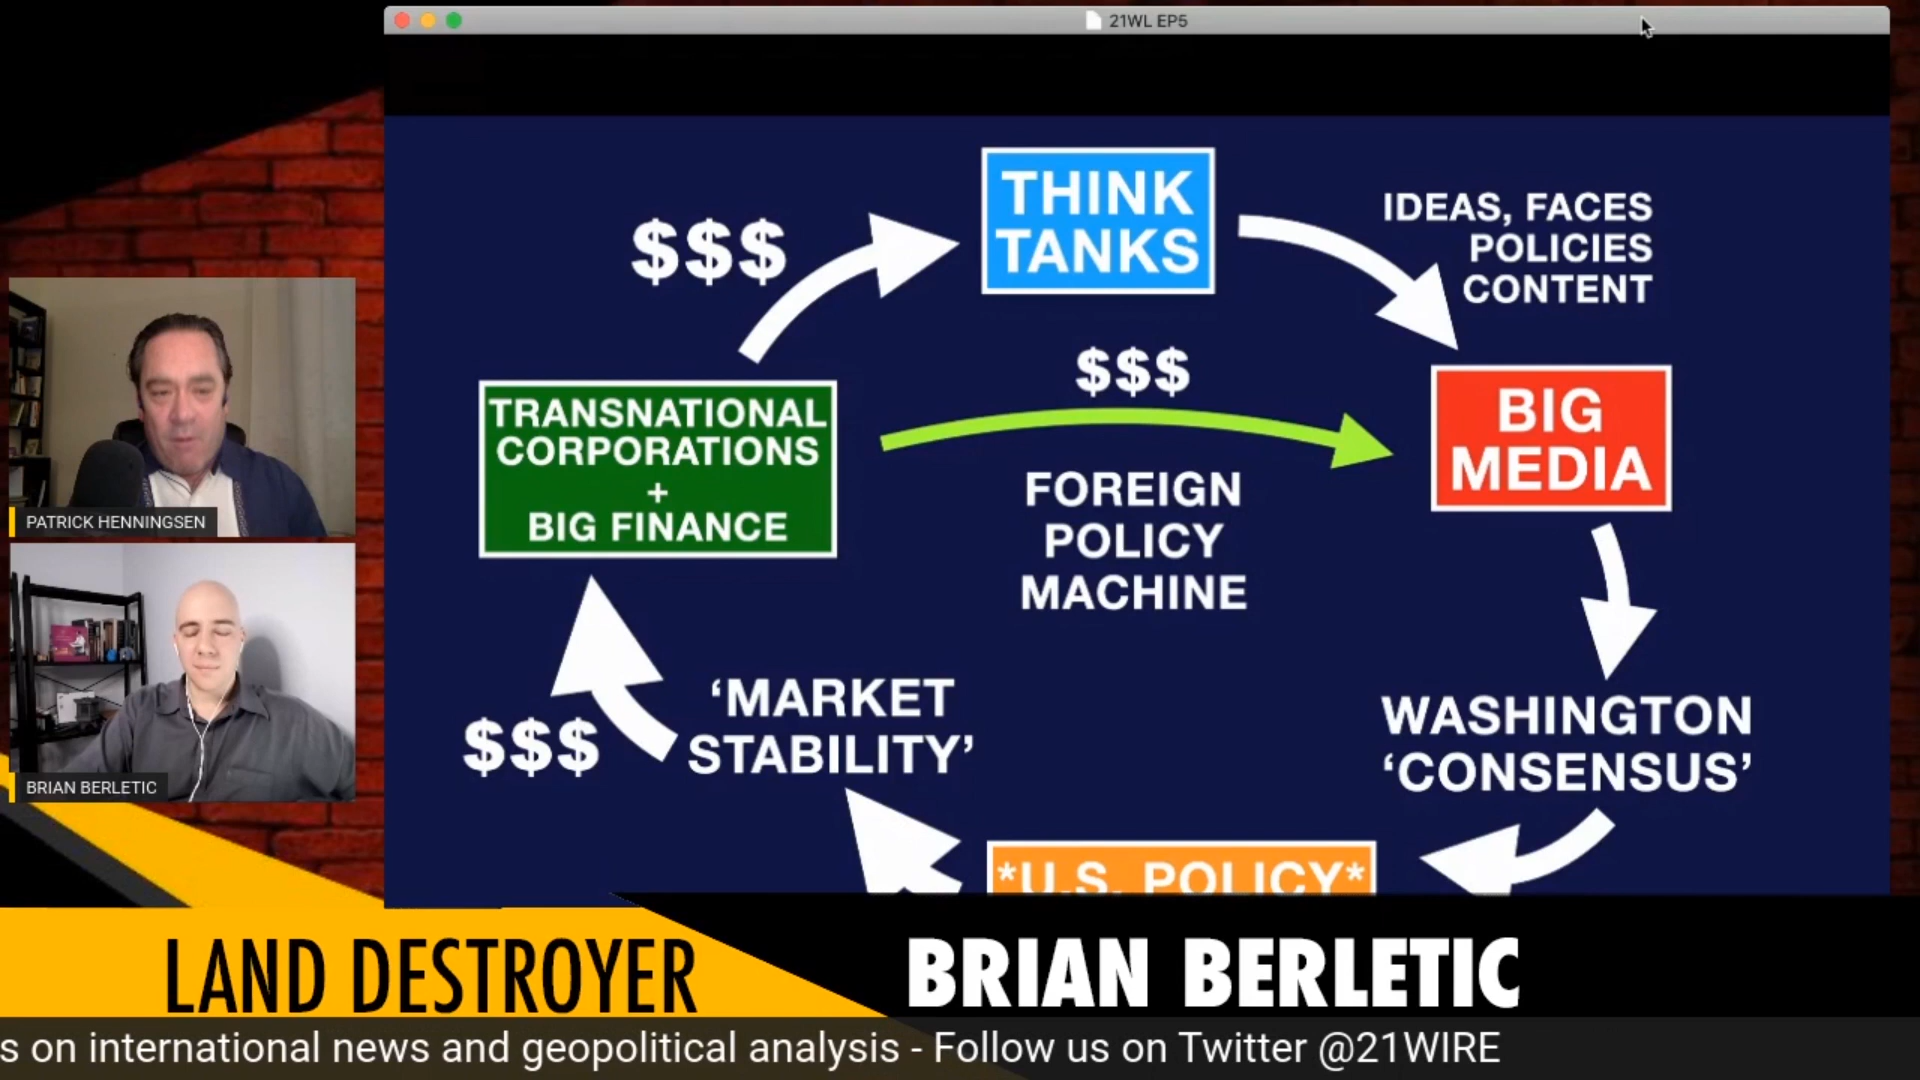 21WL EP5
THINK
TANKS
$$$
IDEAS, FACES
POLICIES
CONTENT
$$$
TRANSNATIONAL
CORPORATIONS
+
BIG FINANCE
BIG
MEDIA
FOREIGN
POLICY
MACHINE
PATRICK HENNINGSEN
‘MARKET
STABILITY’
$$$
WASHINGTON
‘CONSENSUS’
BRIAN BERLETIC
*U.S. POLICY*
LAND DESTROYER
BRIAN BERLETIC
s on international news and geopolitical analysis - Follow us on Twitter @21WIRE